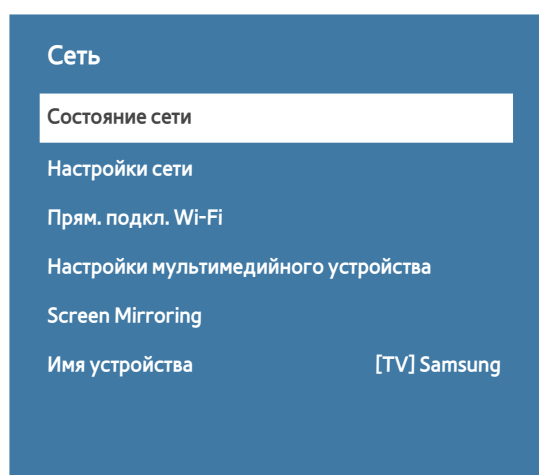 Сеть
Состояние сети
Настройки сети
Прям. подкл. Wi-Fi
Настройки мультимедийного устройства
Screen Mirroring
Имя устройства [TV] Samsung